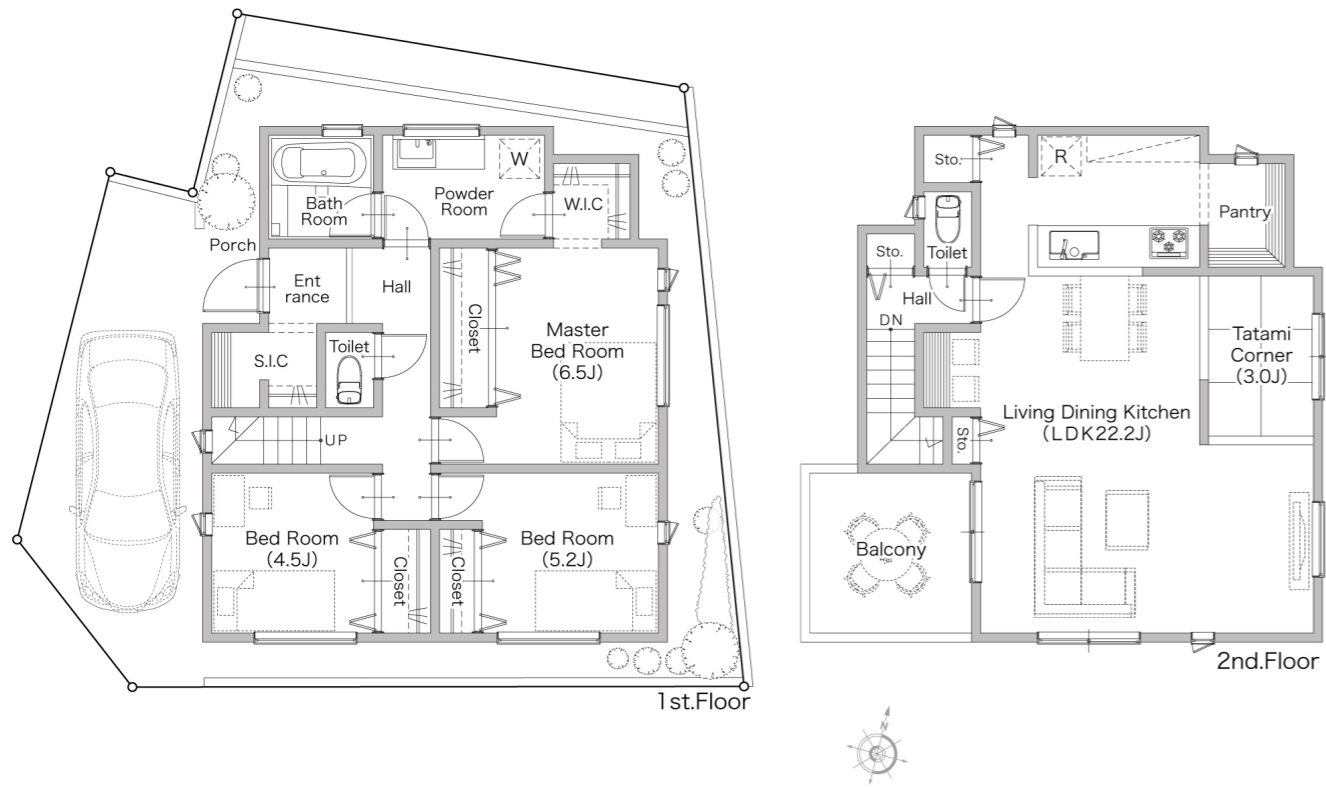 Bath
Room
Powder
Room
W
W.I.C
Porch
Ent
rance
Hall
Closet
Master
Bed Room
(6.5J)
S.I.C
Toilet
UP
Bed Room
(4.5J)
Closet
Closet
Bed Room
(5.2J)
1st.Floor
Sto.
R
Pantry
Sto.
Toilet
Hall
DN
Tatami
Corner
(3.0J)
Living Dining Kitchen
(LDK22.2J)
Sto.
Balcony
2nd.Floor
N